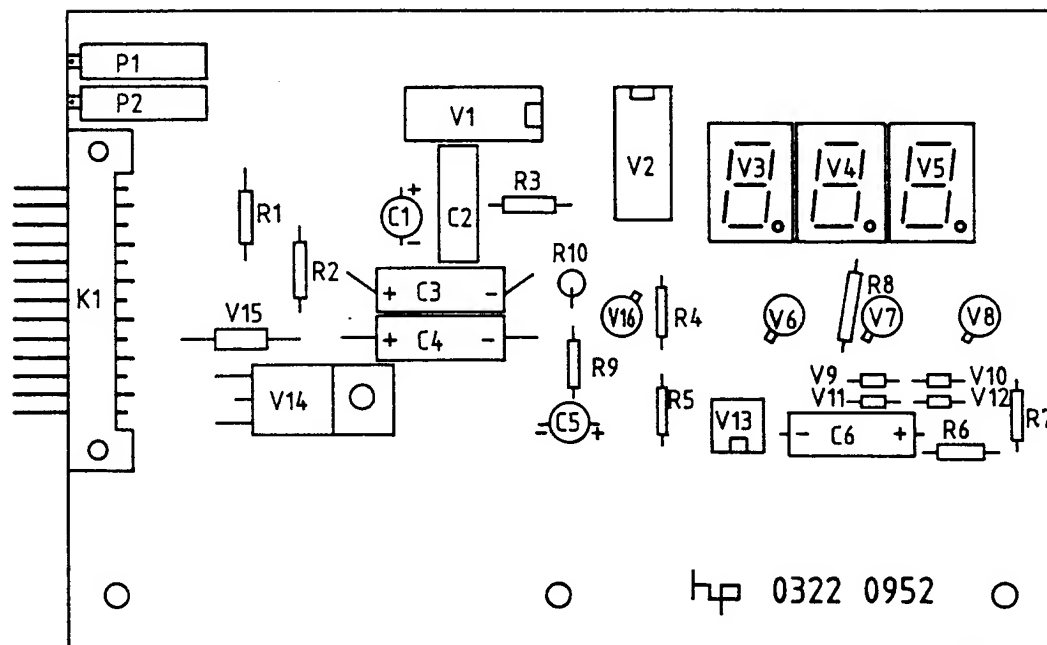 P1
P2
V1
V2
V3 V4 V5
R1
C1
+
-
C2
R3
K1
R2
+ C3 -
R10
V15
+ C4 -
V16
R4
V6
R8
V7
V8
R9
V14
V9
V10
V11
V12
R5
- C5 +
V13
- C6 +
R6
R7
hp 0322 0952